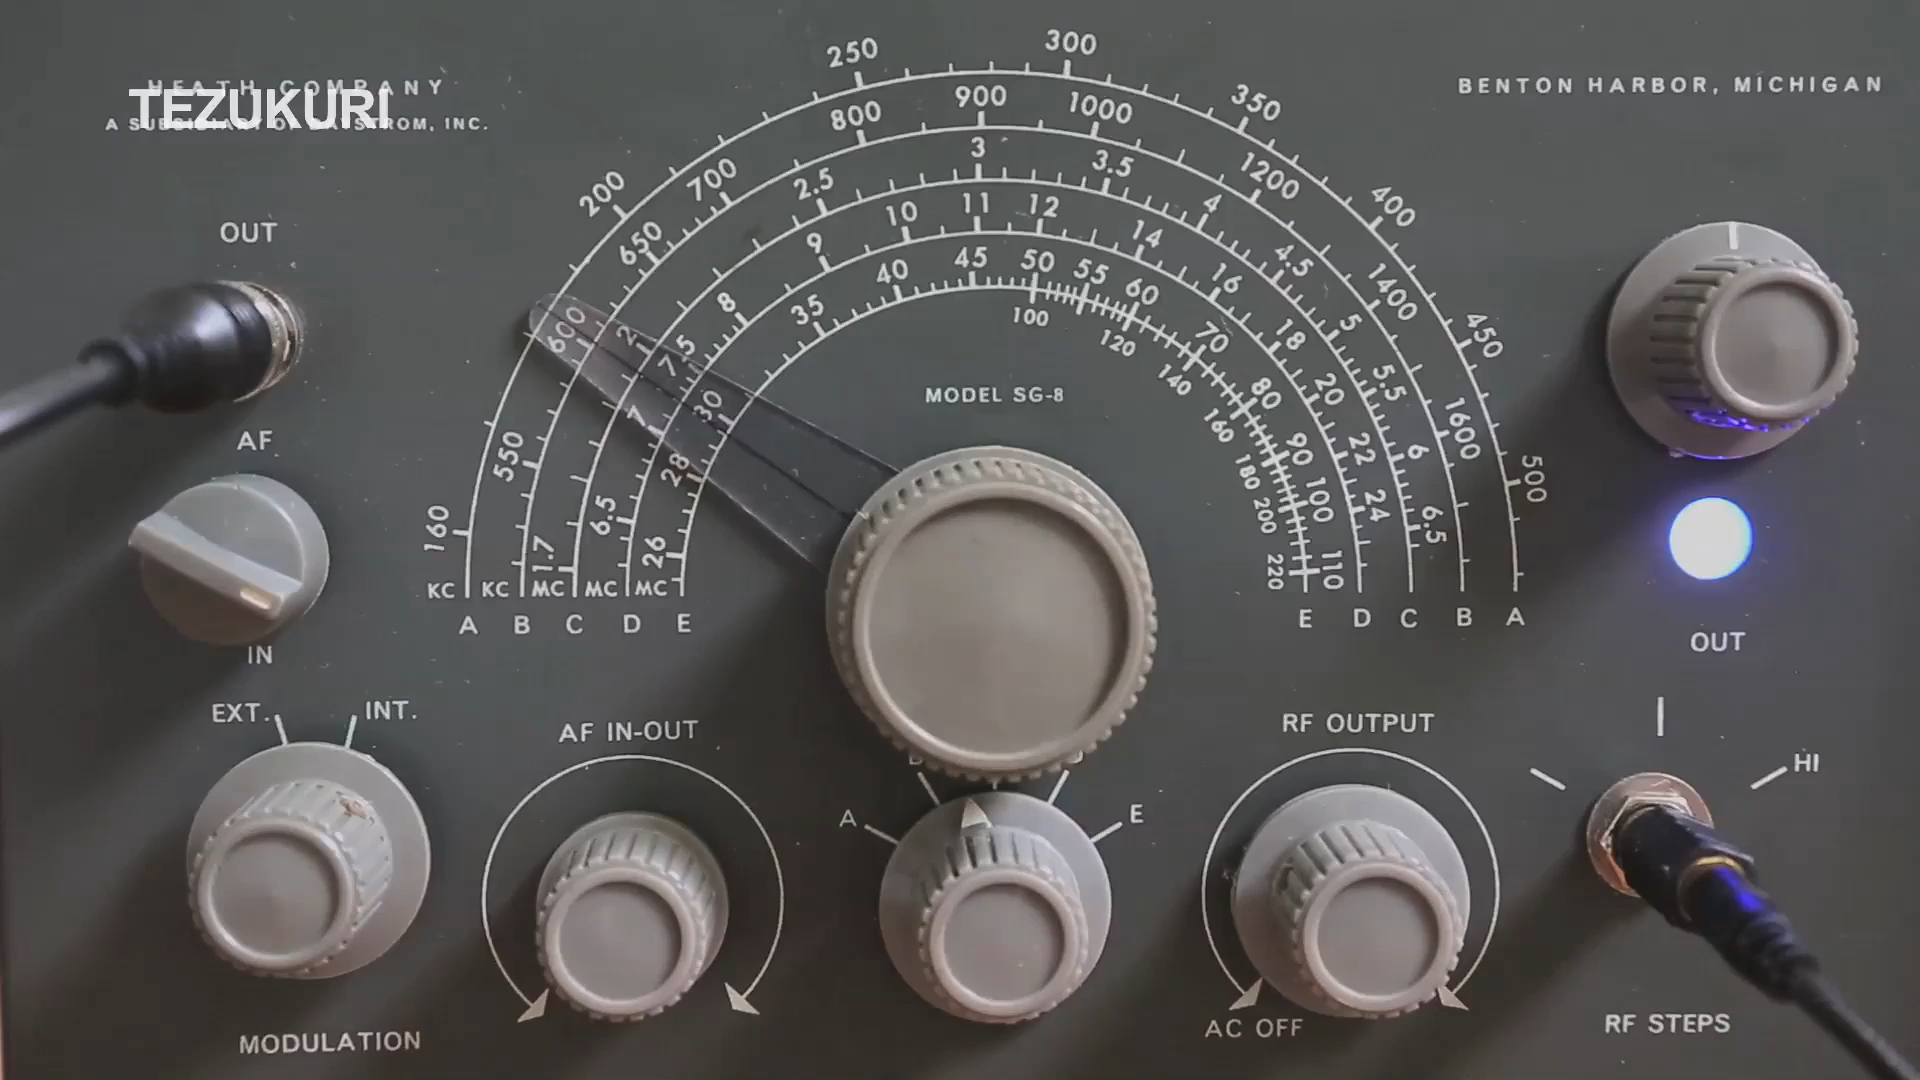 HEATH COMPANY
TEZUKURI
A SUBSIDIARY OF DAYSTROM, INC.
BENTON HARBOR, MICHIGAN
160 200 250 300 350 400 450 500
550 600 650 700 800 900 1000 1200 1400 1600
1.7 2 2.5 3 3.5 4 4.5 5 5.5 6 6.5
6.5 7 7.5 8 9 10 11 12 14 16 18 20 22 24
26 28 30 35 40 45 50 55 60 70 80 90 100 110
100 120 140 160 180 200 220
KC KC MC MC MC
A B C D E
E D C B A
MODEL SG-8
OUT
AF
IN
EXT. INT.
MODULATION
AF IN-OUT
A
E
RF OUTPUT
AC OFF
OUT
HI
RF STEPS